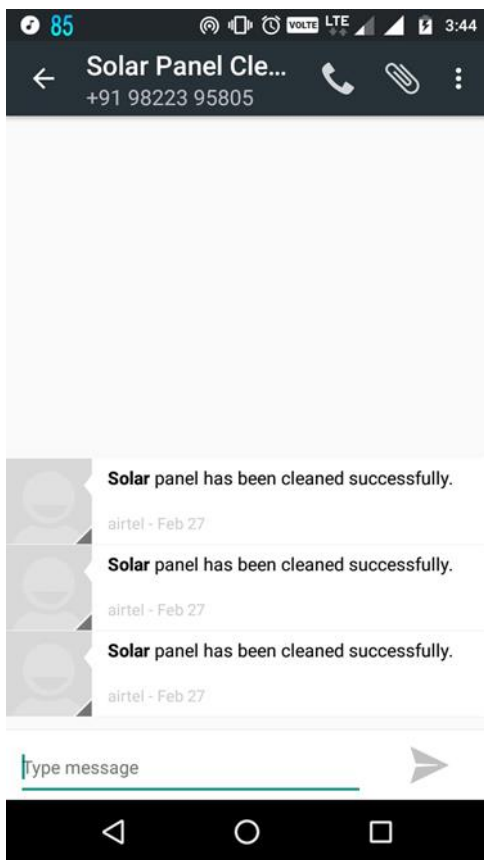 85 VOLTE LTE 3:44
Solar Panel Cle...
+91 98223 95805
Solar panel has been cleaned successfully.
airtel - Feb 27
Solar panel has been cleaned successfully.
airtel - Feb 27
Solar panel has been cleaned successfully.
airtel - Feb 27
Type message